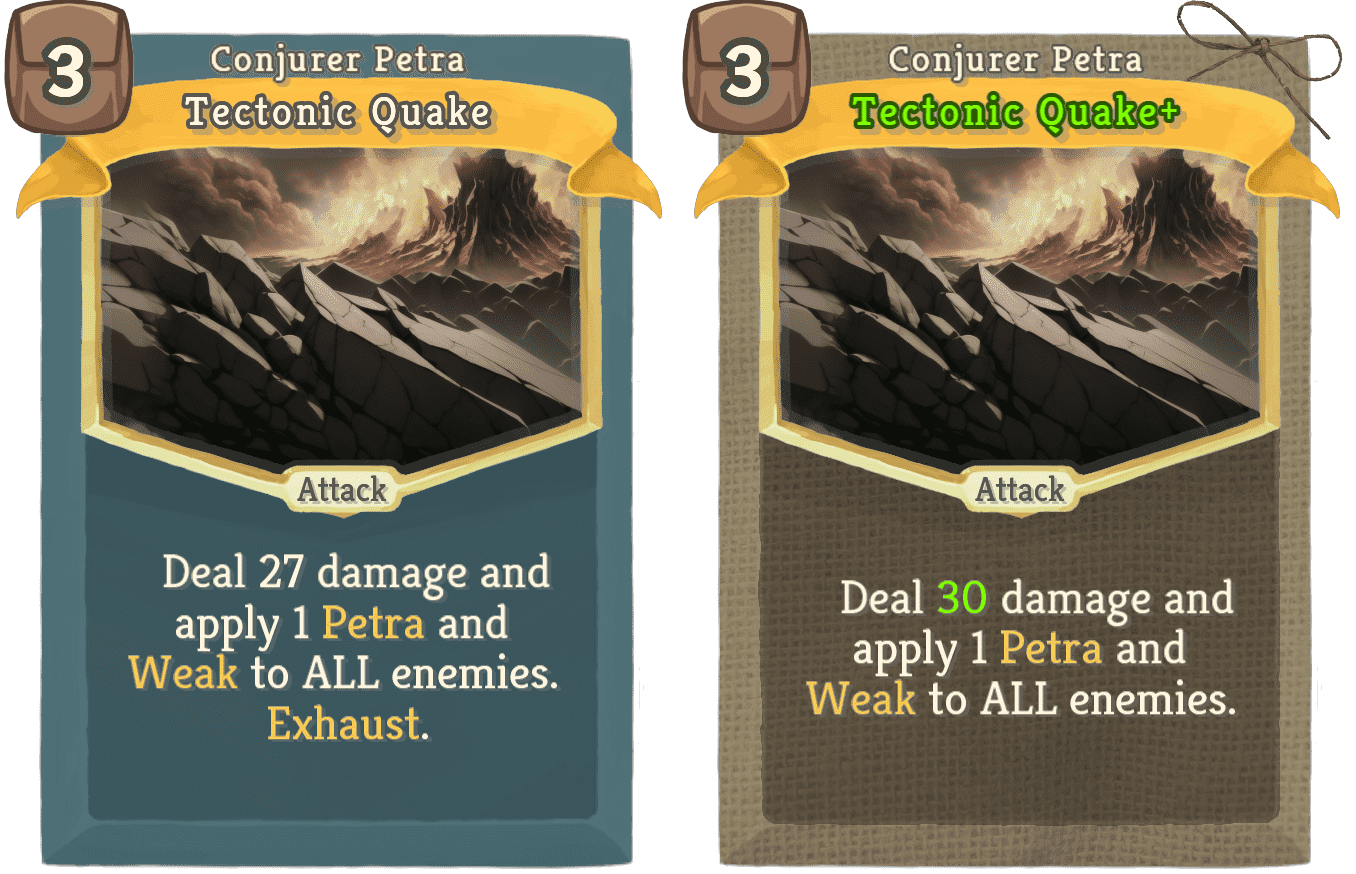 3
Conjurer Petra
Tectonic Quake
Attack
Deal 27 damage and
apply 1 Petra and
Weak to ALL enemies.
Exhaust.
3
Conjurer Petra
Tectonic Quake+
Attack
Deal 30 damage and
apply 1 Petra and
Weak to ALL enemies.